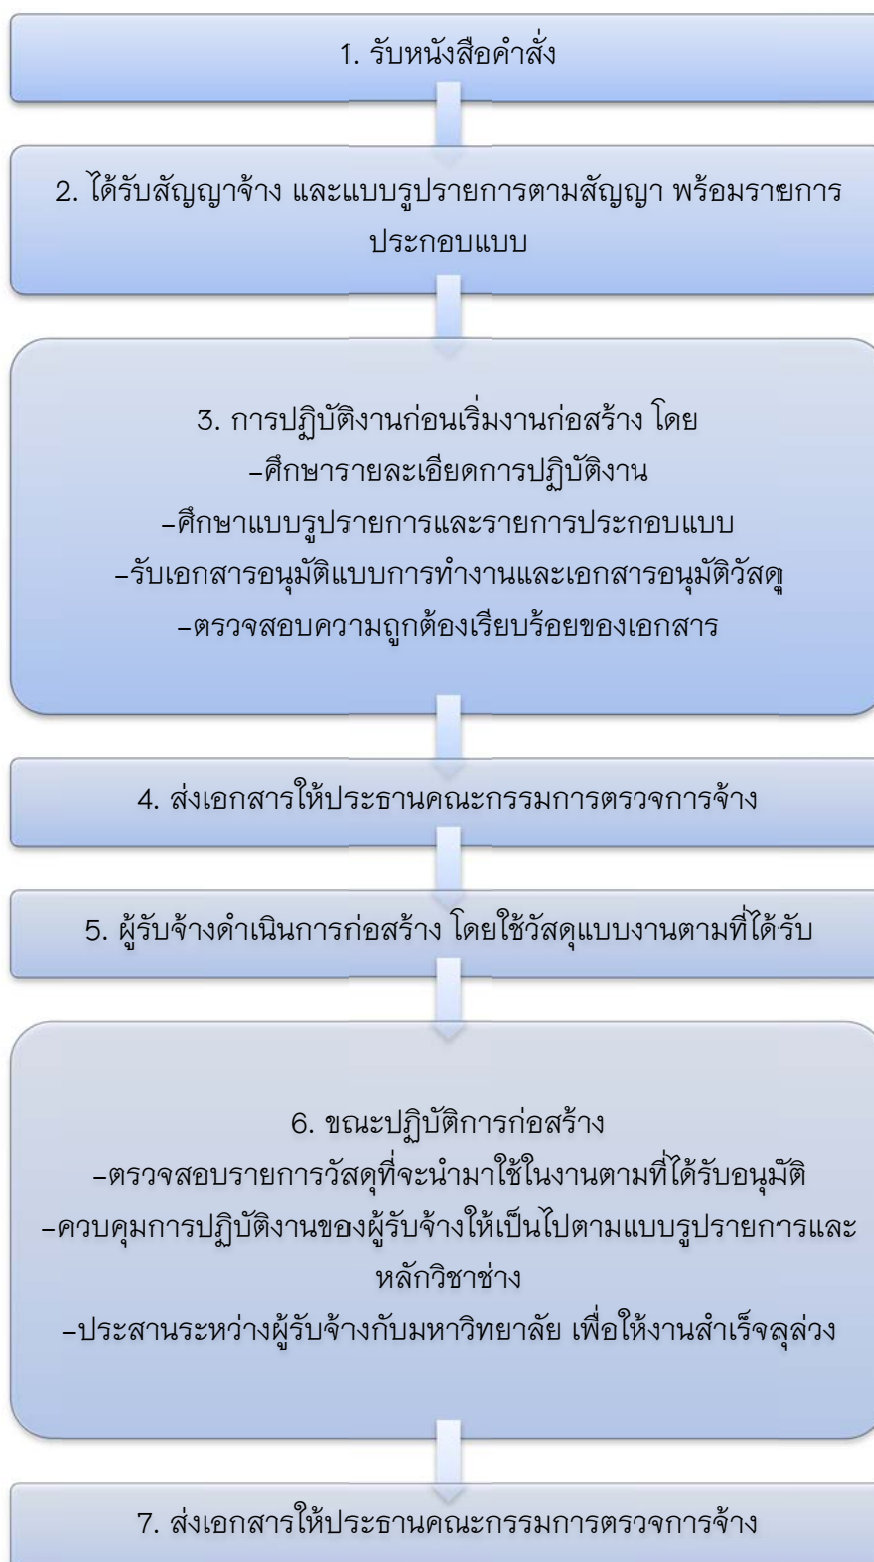 1. รับหนังสือคำสั่ง
2. ได้รับสัญญาจ้าง และแบบรูปรายการตามสัญญา พร้อมรายการ
ประกอบแบบ
3. การปฏิบัติงานก่อนเริ่มงานก่อสร้าง โดย
-ศึกษารายละเอียดการปฏิบัติงาน
-ศึกษาแบบรูปรายการและรายการประกอบแบบ
-รับเอกสารอนุมัติแบบการทำงานและเอกสารอนุมัติวัสดุ
-ตรวจสอบความถูกต้องเรียบร้อยของเอกสาร
4. ส่งเอกสารให้ประธานคณะกรรมการตรวจการจ้าง
5. ผู้รับจ้างดำเนินการก่อสร้าง โดยใช้วัสดุแบบงานตามที่ได้รับ
6. ขณะปฏิบัติการก่อสร้าง
-ตรวจสอบรายการวัสดุที่จะนำมาใช้ในงานตามที่ได้รับอนุมัติ
-ควบคุมการปฏิบัติงานของผู้รับจ้างให้เป็นไปตามแบบรูปรายการและ
หลักวิชาช่าง
-ประสานระหว่างผู้รับจ้างกับมหาวิทยาลัย เพื่อให้งานสำเร็จลุล่วง
7. ส่งเอกสารให้ประธานคณะกรรมการตรวจการจ้าง